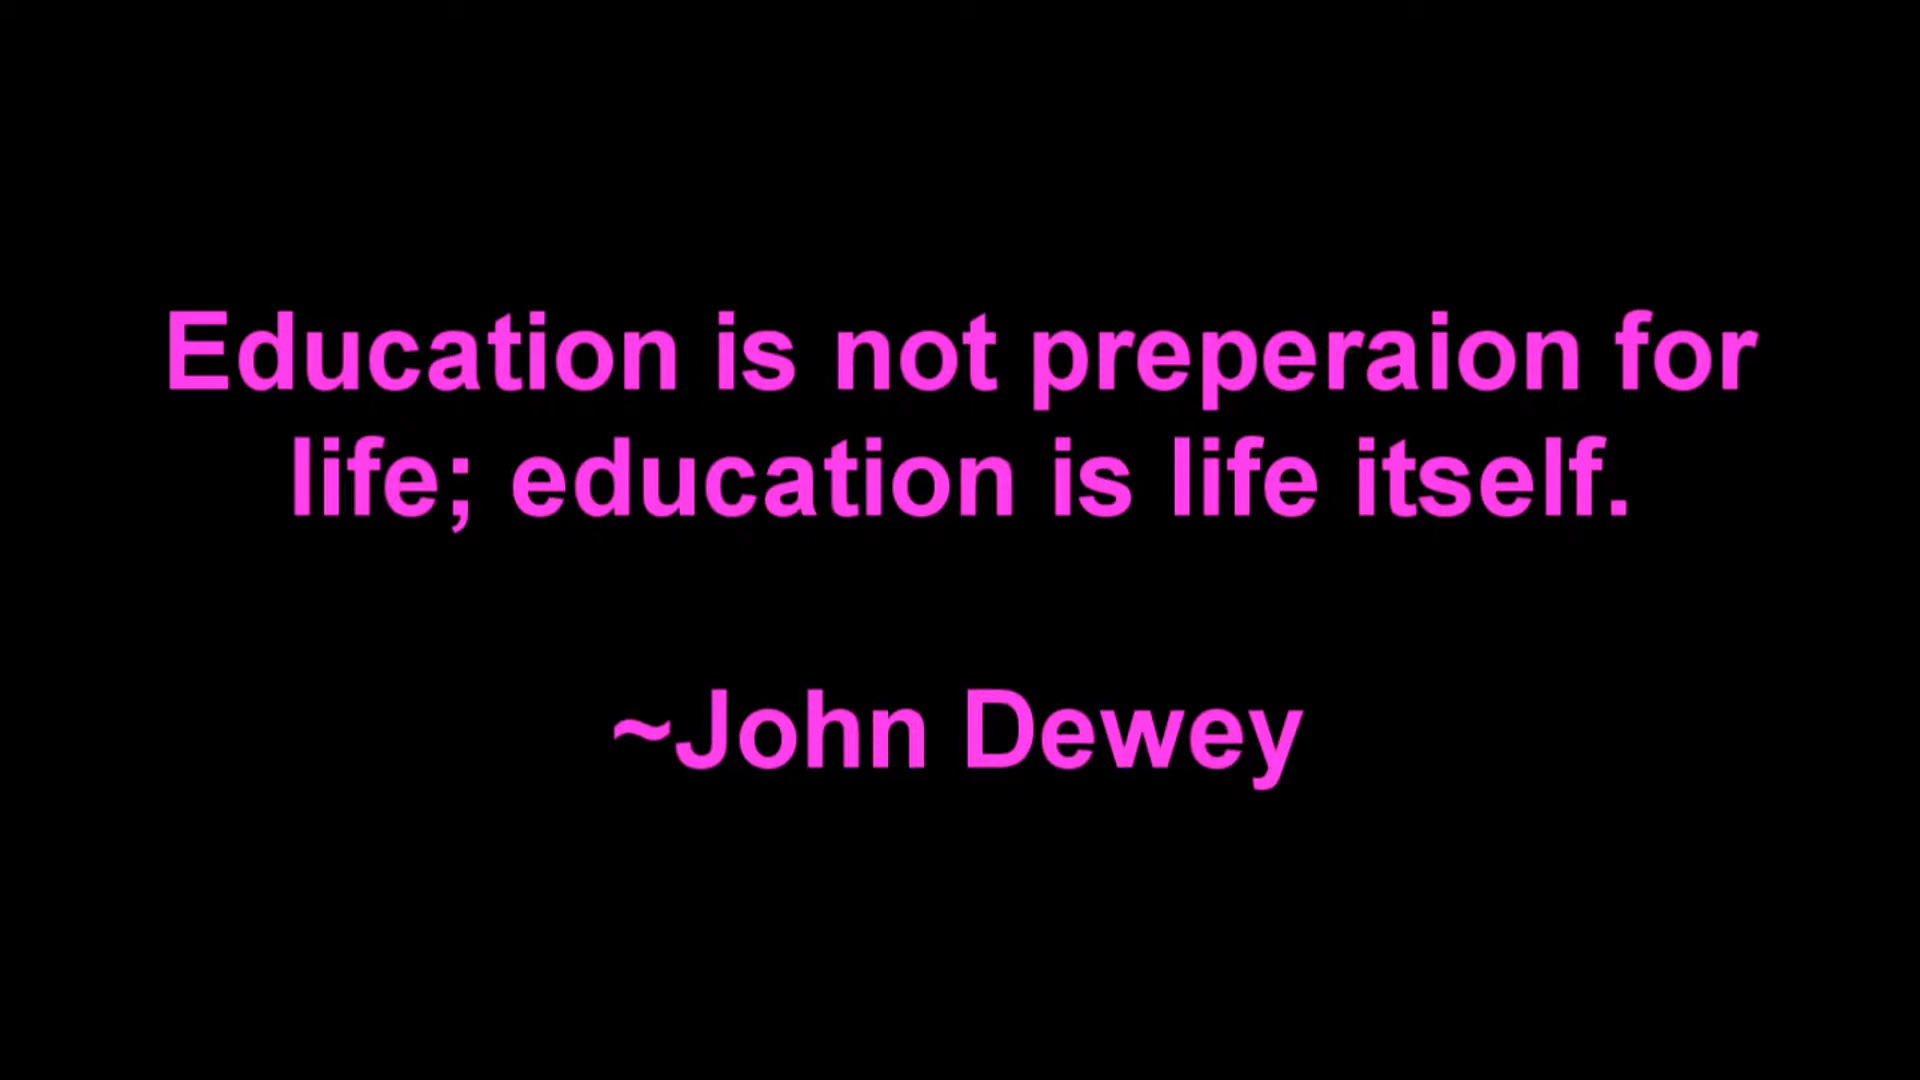 Education is not preperaion for
life; education is life itself.
~John Dewey